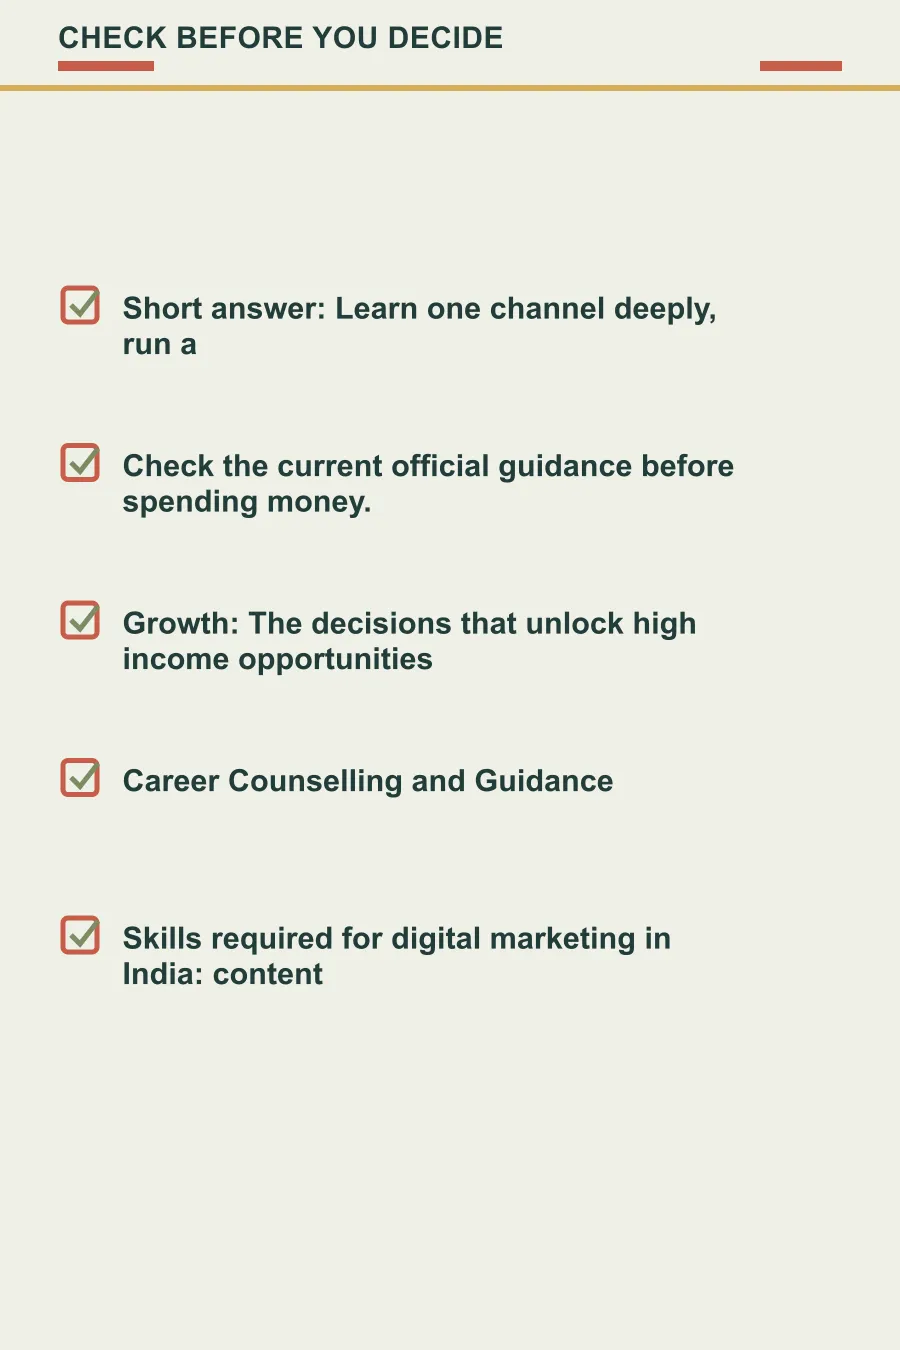 CHECK BEFORE YOU DECIDE
Short answer: Learn one channel deeply,
run a
Check the current official guidance before
spending money.
Growth: The decisions that unlock high
income opportunities
Career Counselling and Guidance
Skills required for digital marketing in
India: content